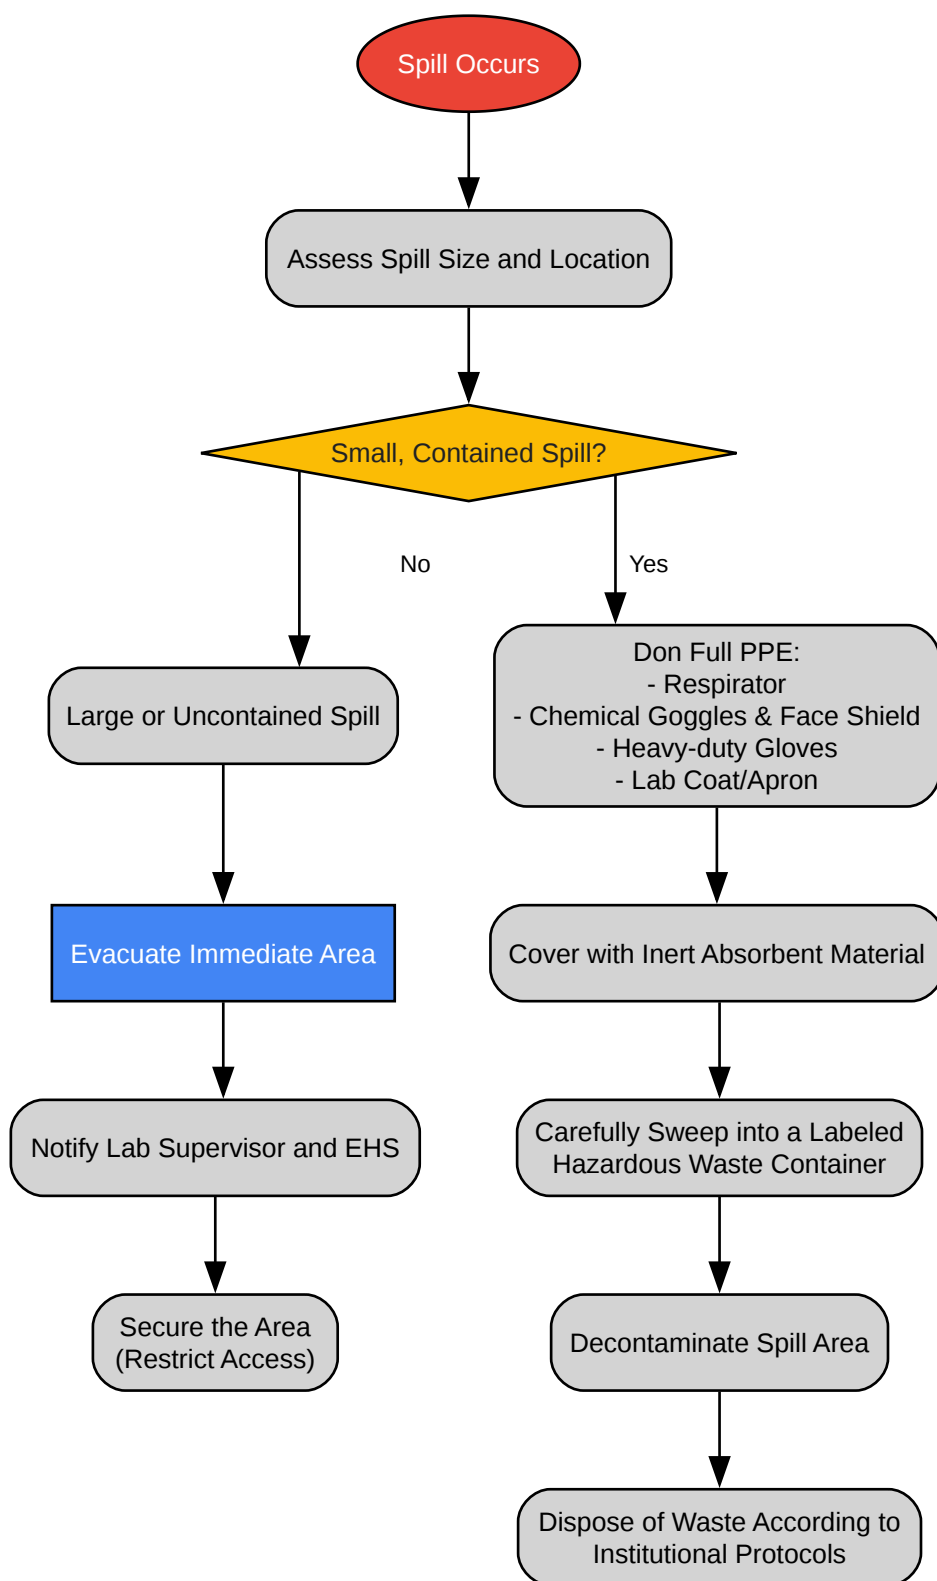 Spill Occurs
Assess Spill Size and Location
Small, Contained Spill?
No
Yes
Large or Uncontained Spill
Evacuate Immediate Area
Notify Lab Supervisor and EHS
Secure the Area
(Restrict Access)
Don Full PPE:
- Respirator
- Chemical Goggles & Face Shield
- Heavy-duty Gloves
- Lab Coat/Apron
Cover with Inert Absorbent Material
Carefully Sweep into a Labeled
Hazardous Waste Container
Decontaminate Spill Area
Dispose of Waste According to
Institutional Protocols